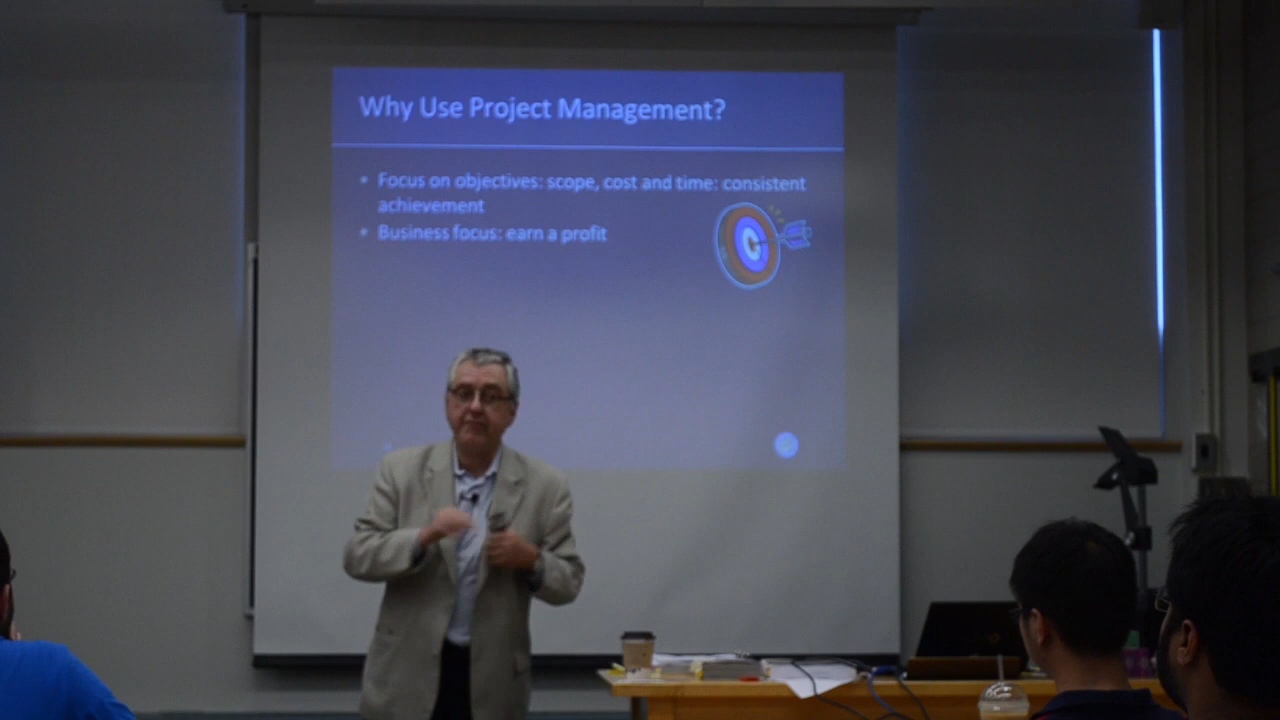 Why Use Project Management?
• Focus on objectives: scope, cost and time: consistent
achievement
• Business focus: earn a profit